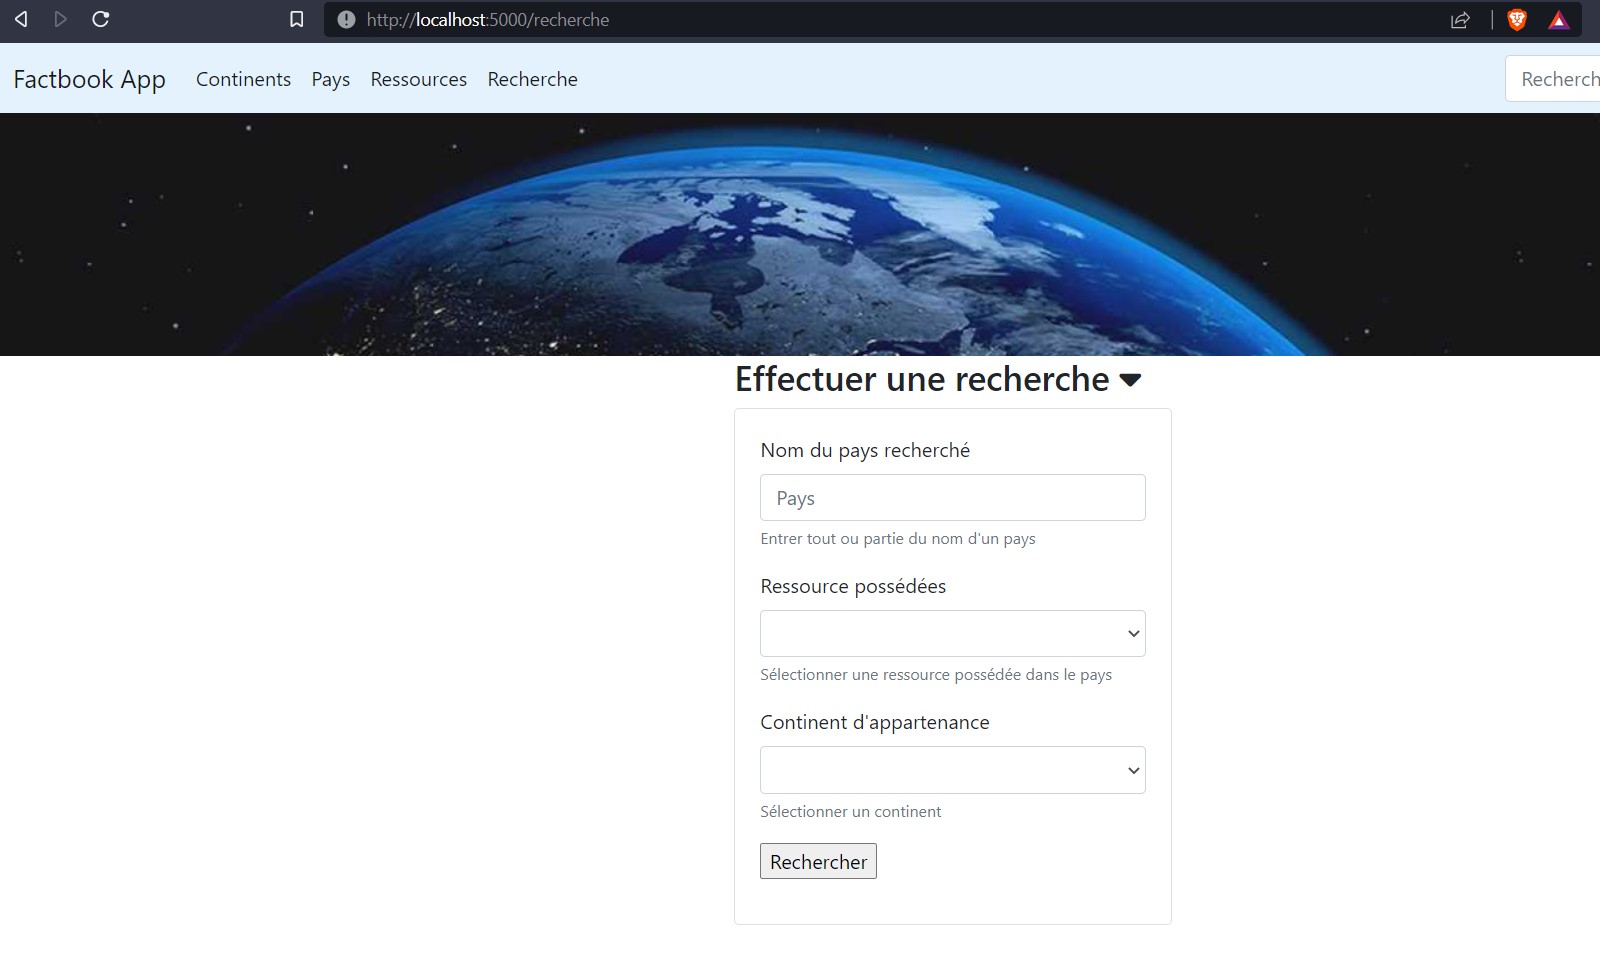 http://localhost:5000/recherche
Factbook App Continents Pays Ressources Recherche Recherch
Effectuer une recherche
Nom du pays recherché
Pays
Entrer tout ou partie du nom d'un pays
Ressource possédées
Sélectionner une ressource possédée dans le pays
Continent d'appartenance
Sélectionner un continent
Rechercher